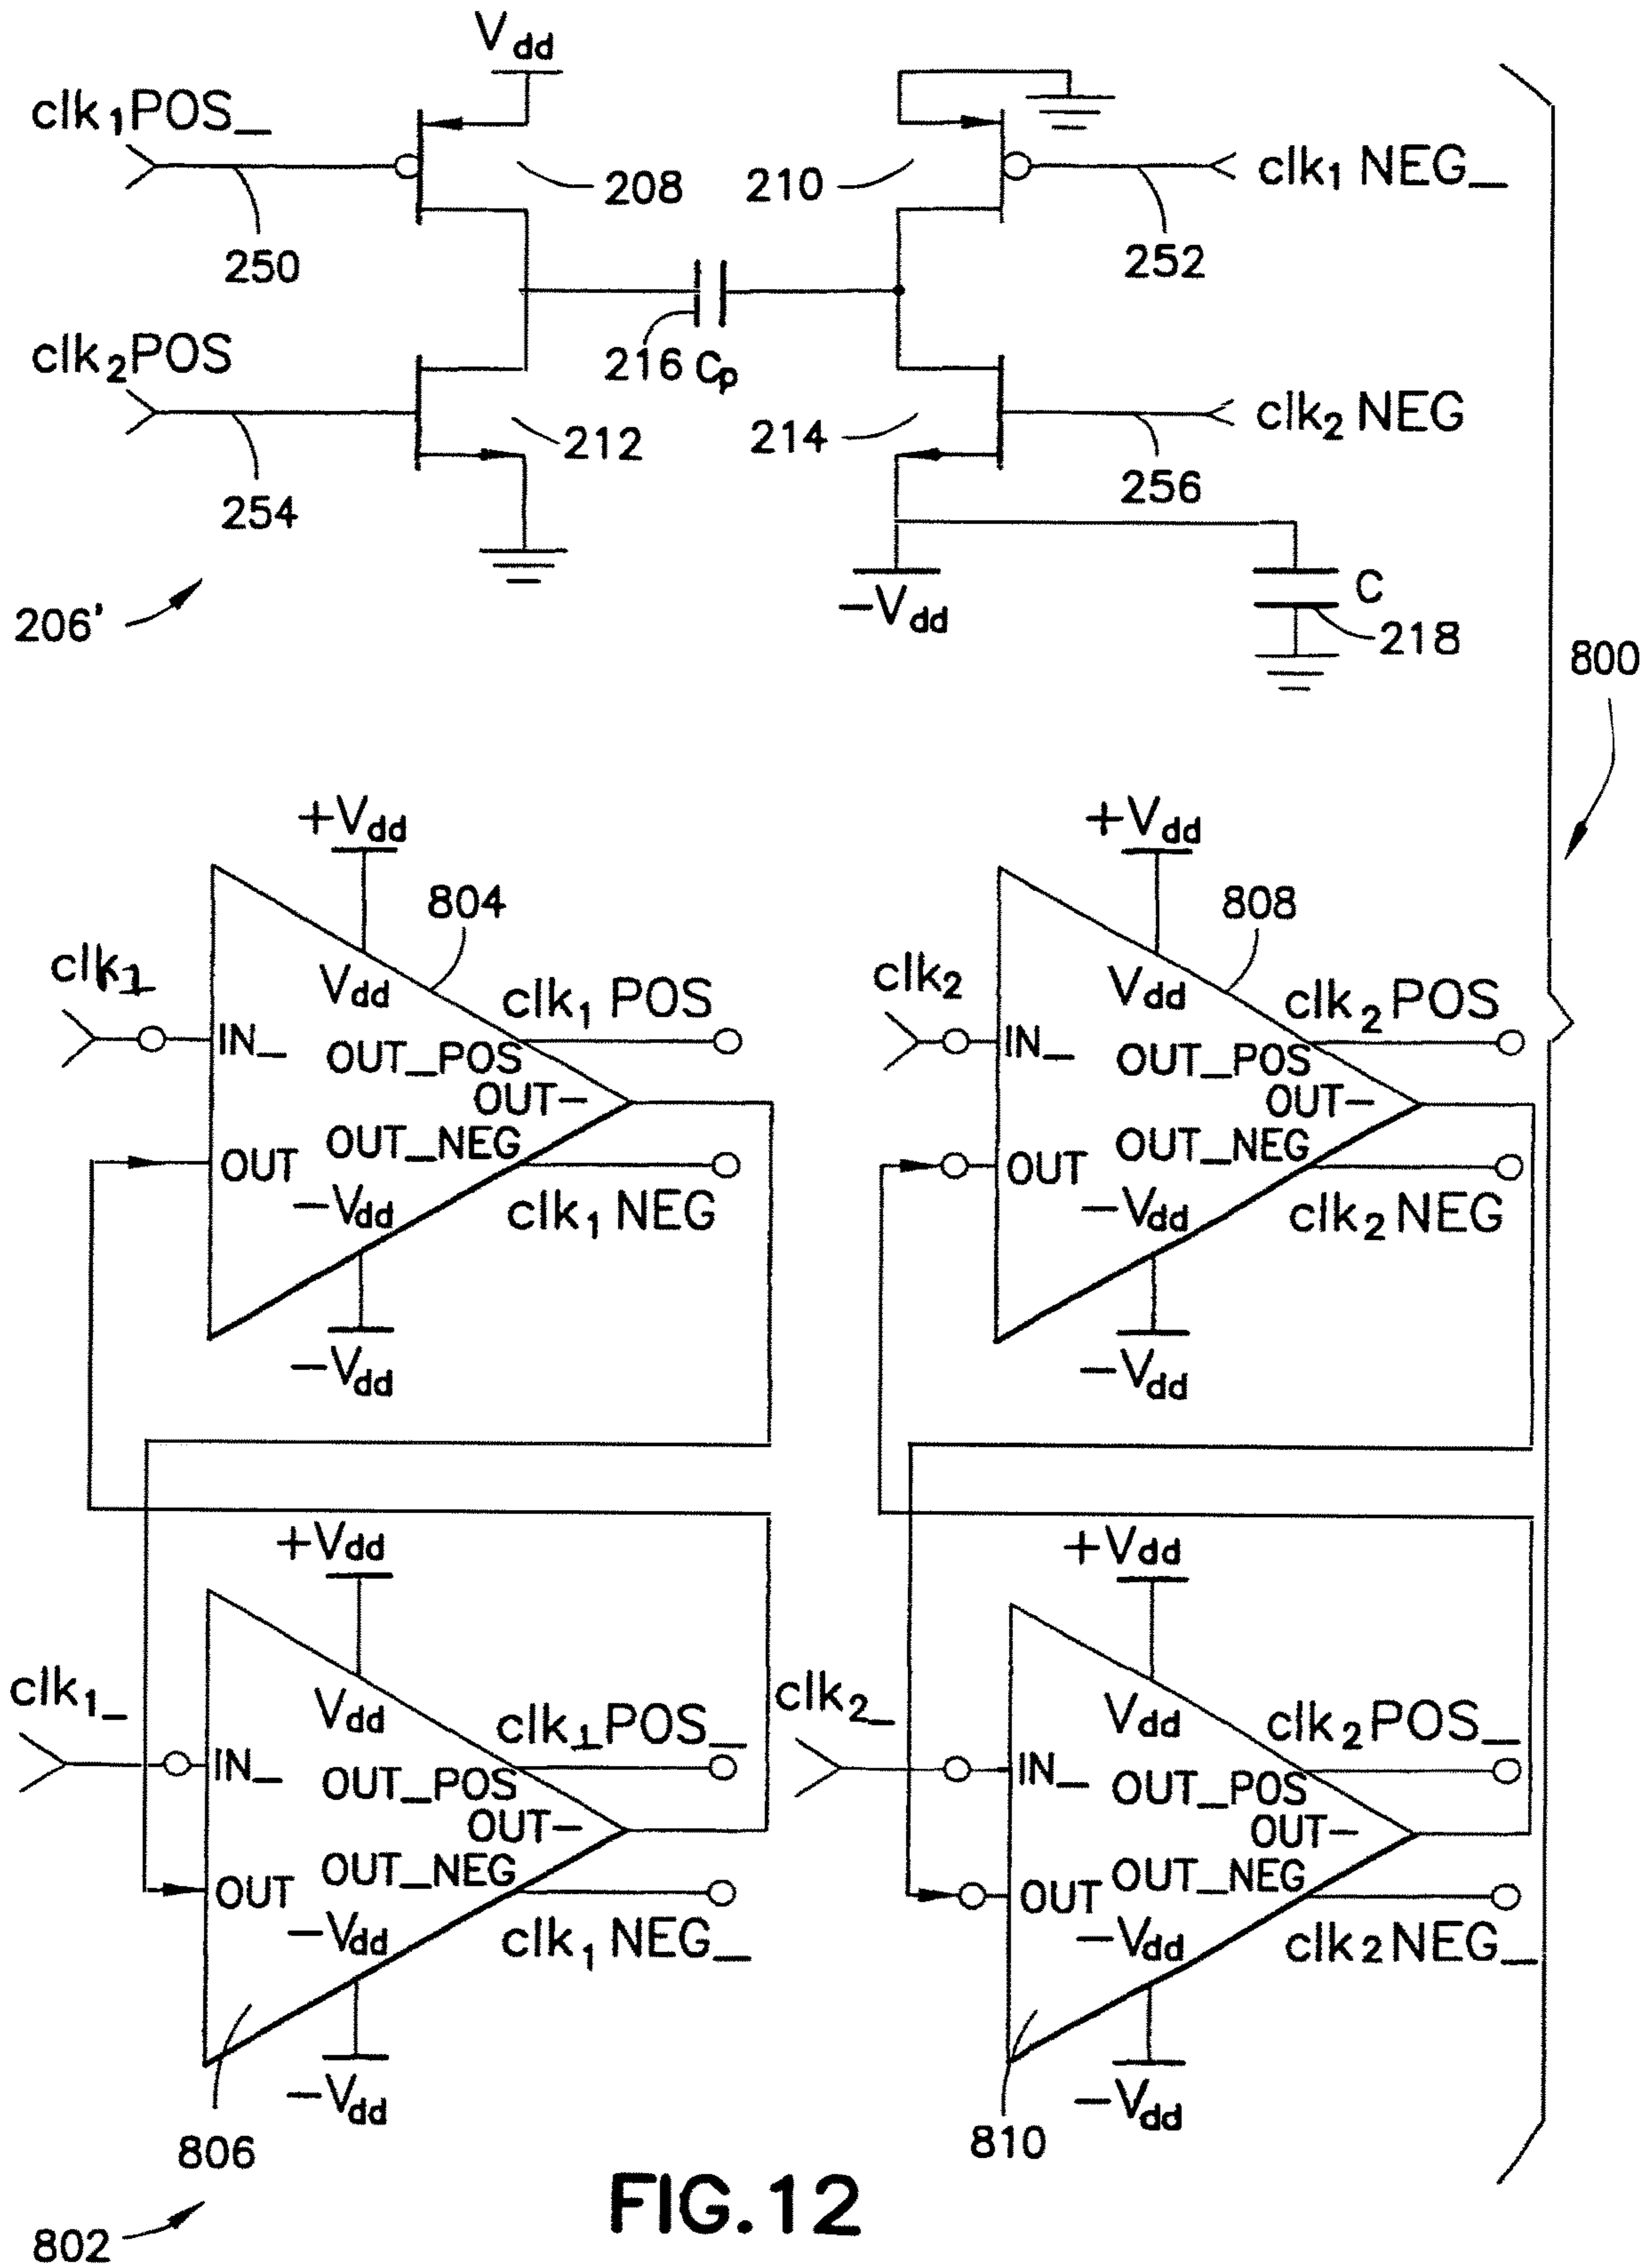 Vdd
clk1POS_
208
210
clk1 NEG_
250
252
clk2POS
216 Cp
clk2 NEG
212
214
254
256
-Vdd
C
206'
218
800
+Vdd
+Vdd
804
808
clk1
Vdd
clk1 POS
clk2
Vdd
clk2 POS
IN_
OUT_POS
IN_
OUT_POS
OUT-
OUT-
OUT_NEG
OUT_NEG
OUT
OUT
-Vdd
clk1 NEG
-Vdd
clk2 NEG
-Vdd
-Vdd
+Vdd
+Vdd
clk1_
Vdd
clk1POS_
clk2_
Vdd
clk2POS_
IN_
OUT_POS
IN_
OUT_POS
OUT-
OUT-
OUT_NEG
OUT_NEG
OUT
OUT
-Vdd
clk1 NEG_
-Vdd
clk2NEG_
-Vdd
-Vdd
806
810
802
FIG.12